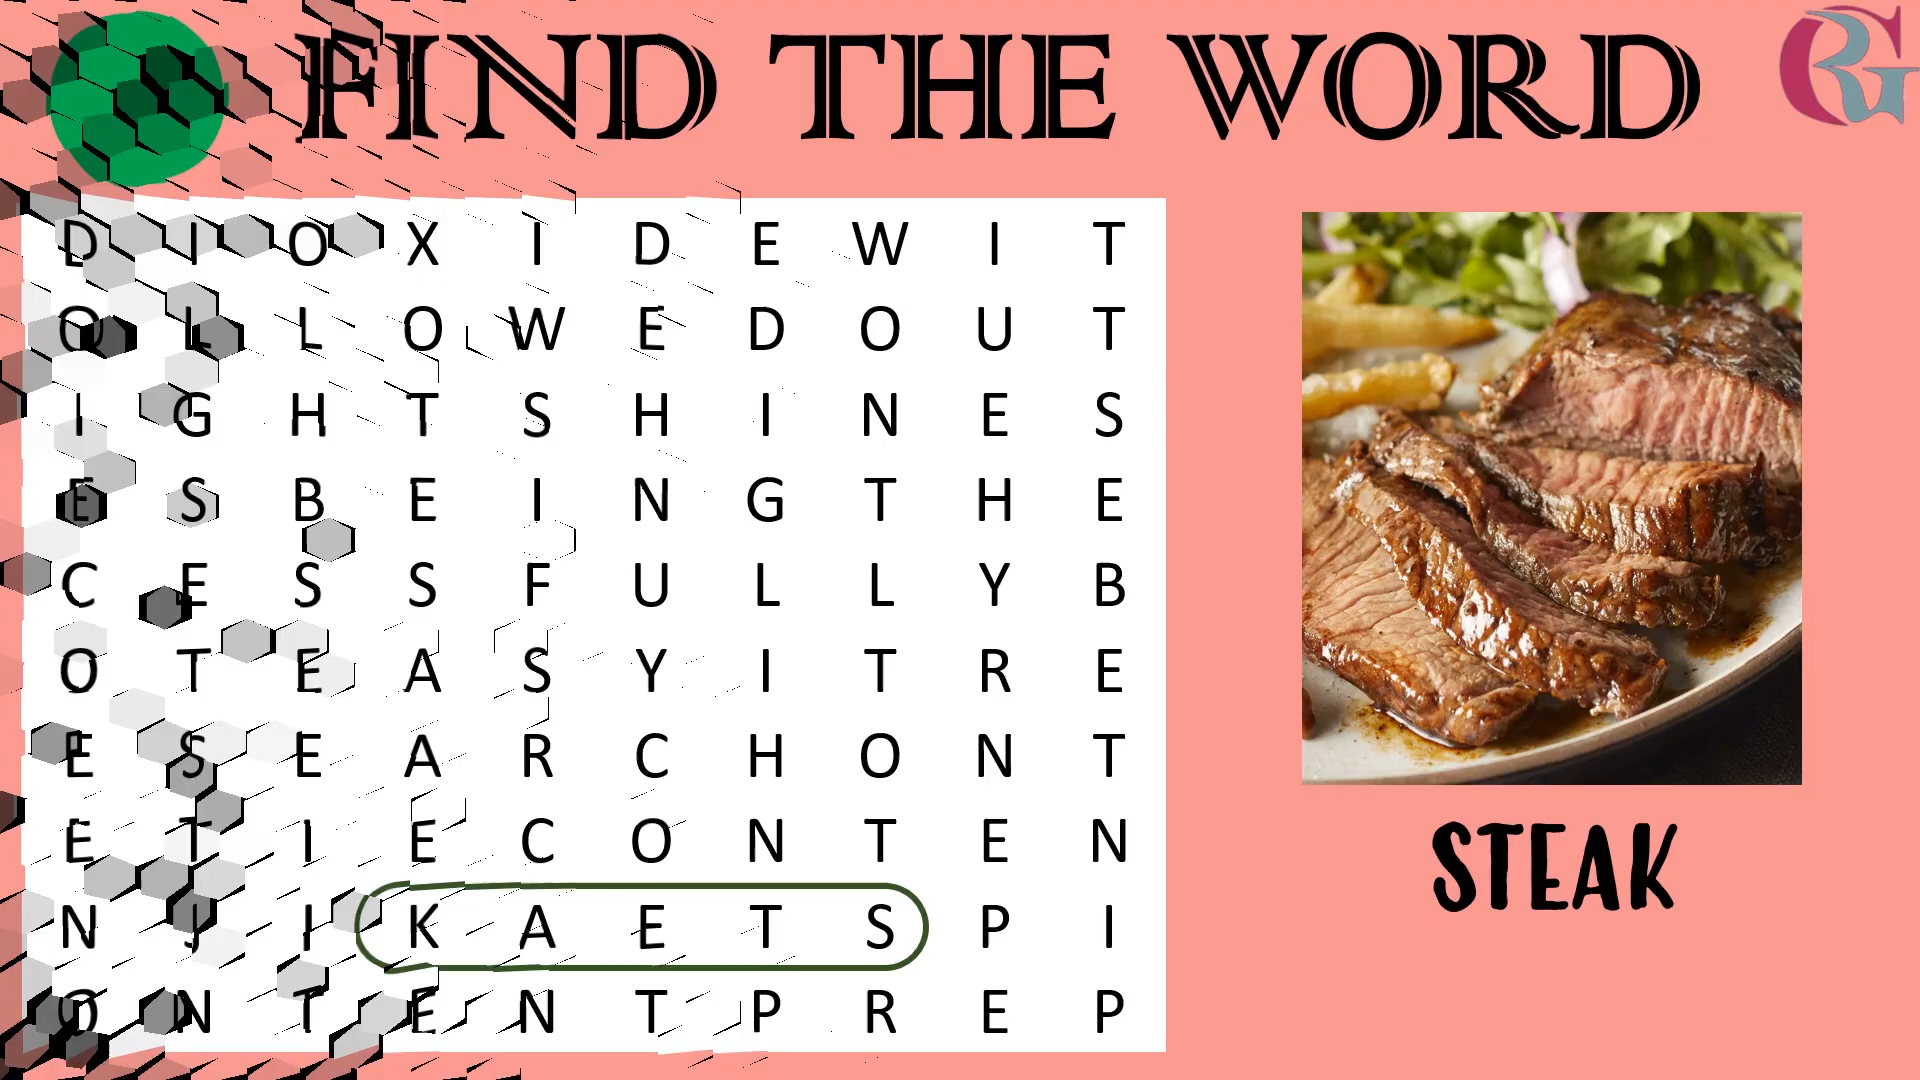 FIND THE WORD
D I O X I D E W I T
O L L O W E D O U T
I G H T S H I N E S
E S B E I N G T H E
C E S S F U L L Y B
O T E A S Y I T R E
E S E A R C H O N T
E T I E C O N T E N
N J I K A E T S P I
O N T E N T P R E P
STEAK